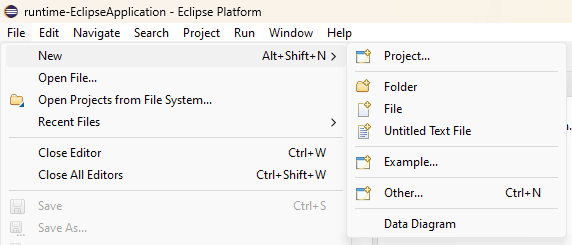 runtime-EclipseApplication - Eclipse Platform
File Edit Navigate Search Project Run Window Help
New Alt+Shift+N
Open File...
Open Projects from File System...
Recent Files
Close Editor Ctrl+W
Close All Editors Ctrl+Shift+W
Save Ctrl+S
Save As...
Project...
Folder
File
Untitled Text File
Example...
Other... Ctrl+N
Data Diagram